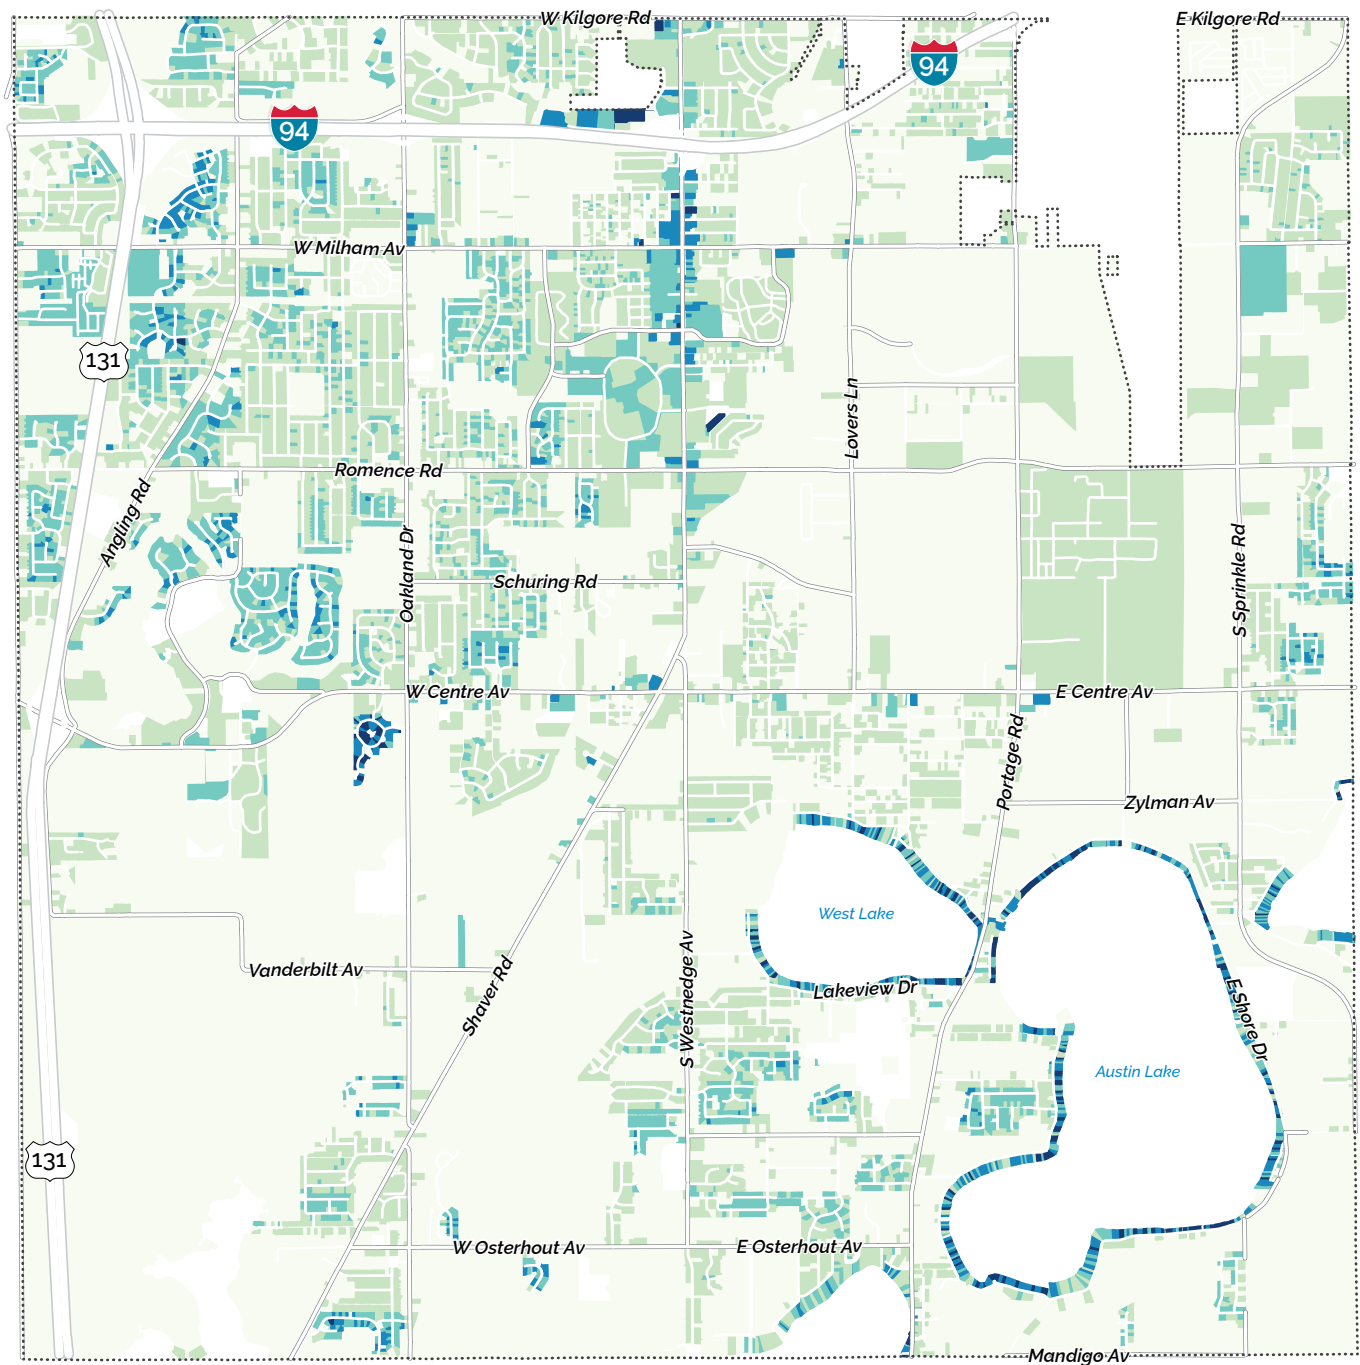 W Kilgore Rd
E Kilgore Rd
94
94
W Milham Av
131
Lovers Ln
Romence Rd
Angling Rd
Oakland Dr
Schuring Rd
S Sprinkle Rd
W Centre Av
E Centre Av
Portage Rd
Zylman Av
West Lake
Vanderbilt Av
Shaver Rd
S Westnedge Av
Lakeview Dr
E Shore Dr
Austin Lake
131
W Osterhout Av
E Osterhout Av
Mandigo Av